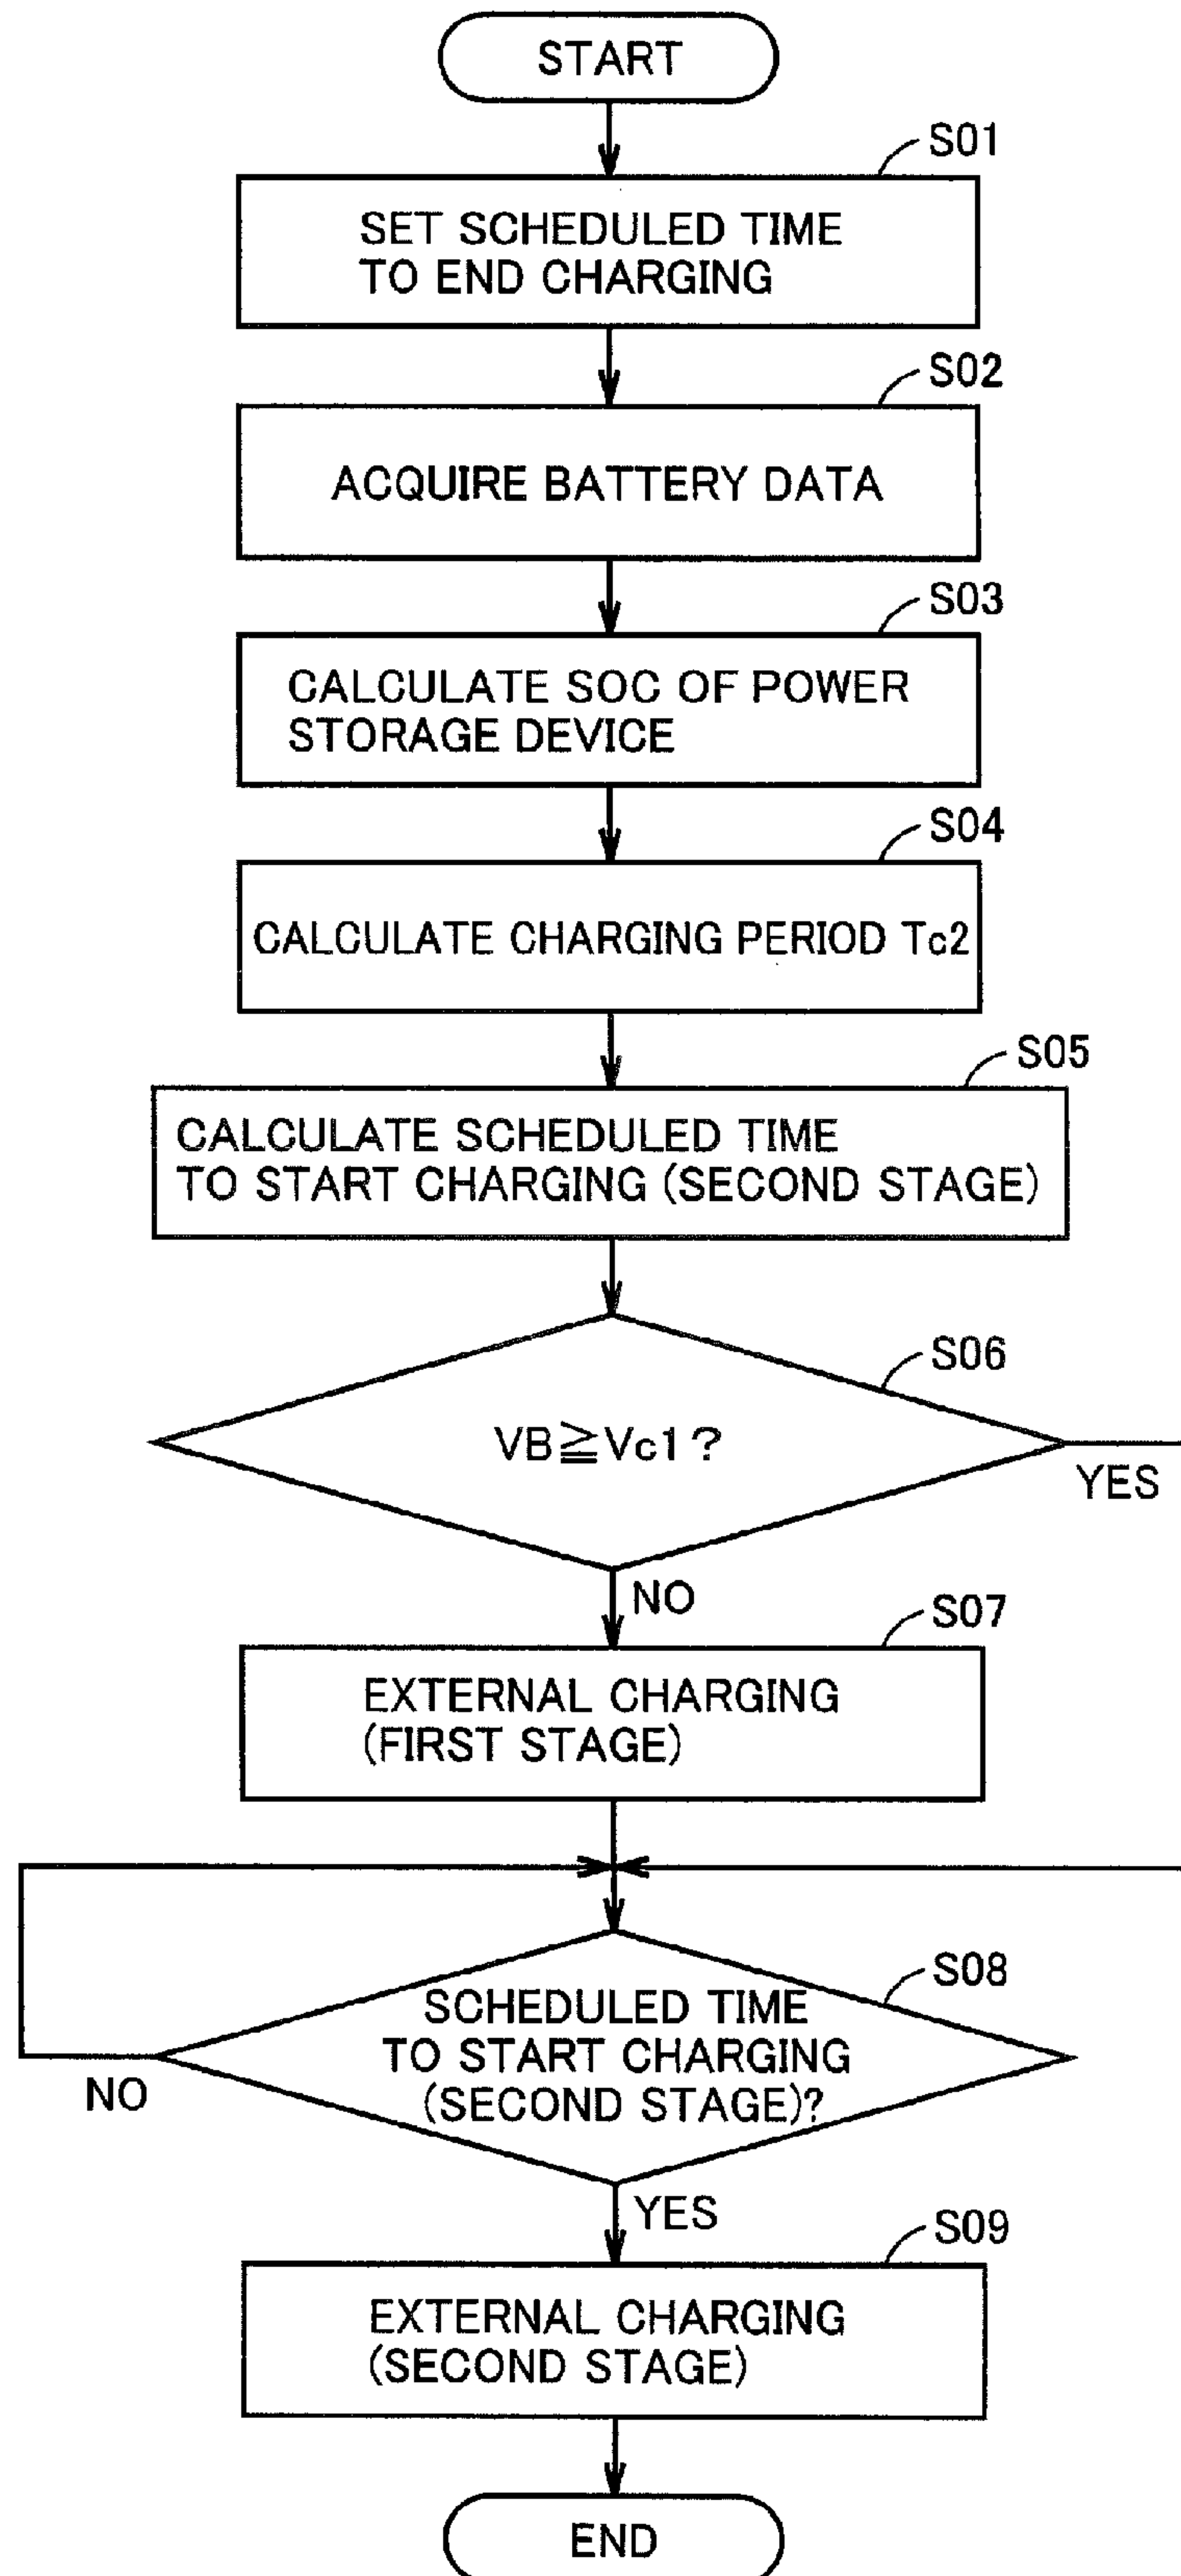 START
S01
SET SCHEDULED TIME
TO END CHARGING
S02
ACQUIRE BATTERY DATA
S03
CALCULATE SOC OF POWER
STORAGE DEVICE
S04
CALCULATE CHARGING PERIOD Tc2
S05
CALCULATE SCHEDULED TIME
TO START CHARGING (SECOND STAGE)
S06
VB≧Vc1?
YES
NO
S07
EXTERNAL CHARGING
(FIRST STAGE)
S08
SCHEDULED TIME
TO START CHARGING
(SECOND STAGE)?
NO
YES
S09
EXTERNAL CHARGING
(SECOND STAGE)
END